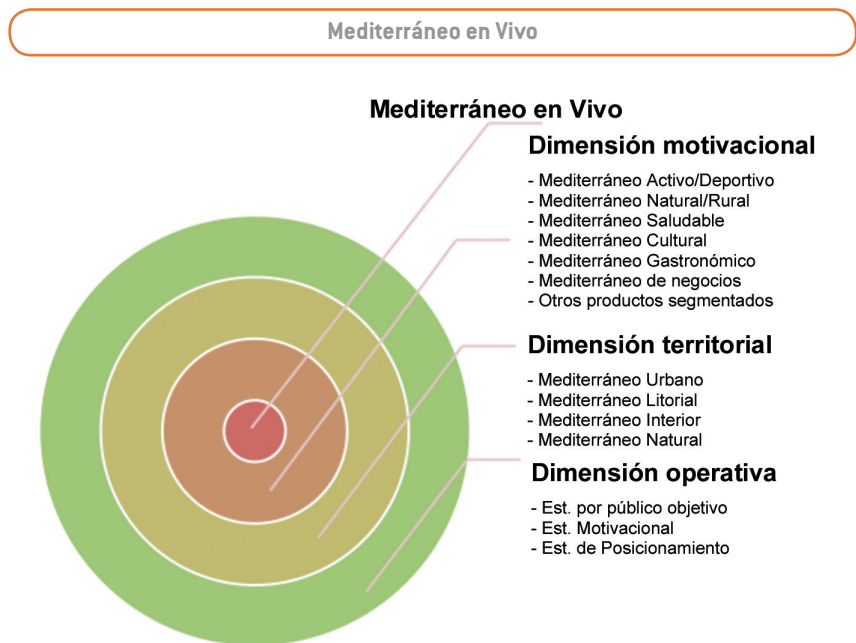 Mediterráneo en Vivo
Mediterráneo en Vivo
Dimensión motivacional
- Mediterráneo Activo/Deportivo
- Mediterráneo Natural/Rural
- Mediterráneo Saludable
- Mediterráneo Cultural
- Mediterráneo Gastronómico
- Mediterráneo de negocios
- Otros productos segmentados
Dimensión territorial
- Mediterráneo Urbano
- Mediterráneo Litorial
- Mediterráneo Interior
- Mediterráneo Natural
Dimensión operativa
- Est. por público objetivo
- Est. Motivacional
- Est. de Posicionamiento